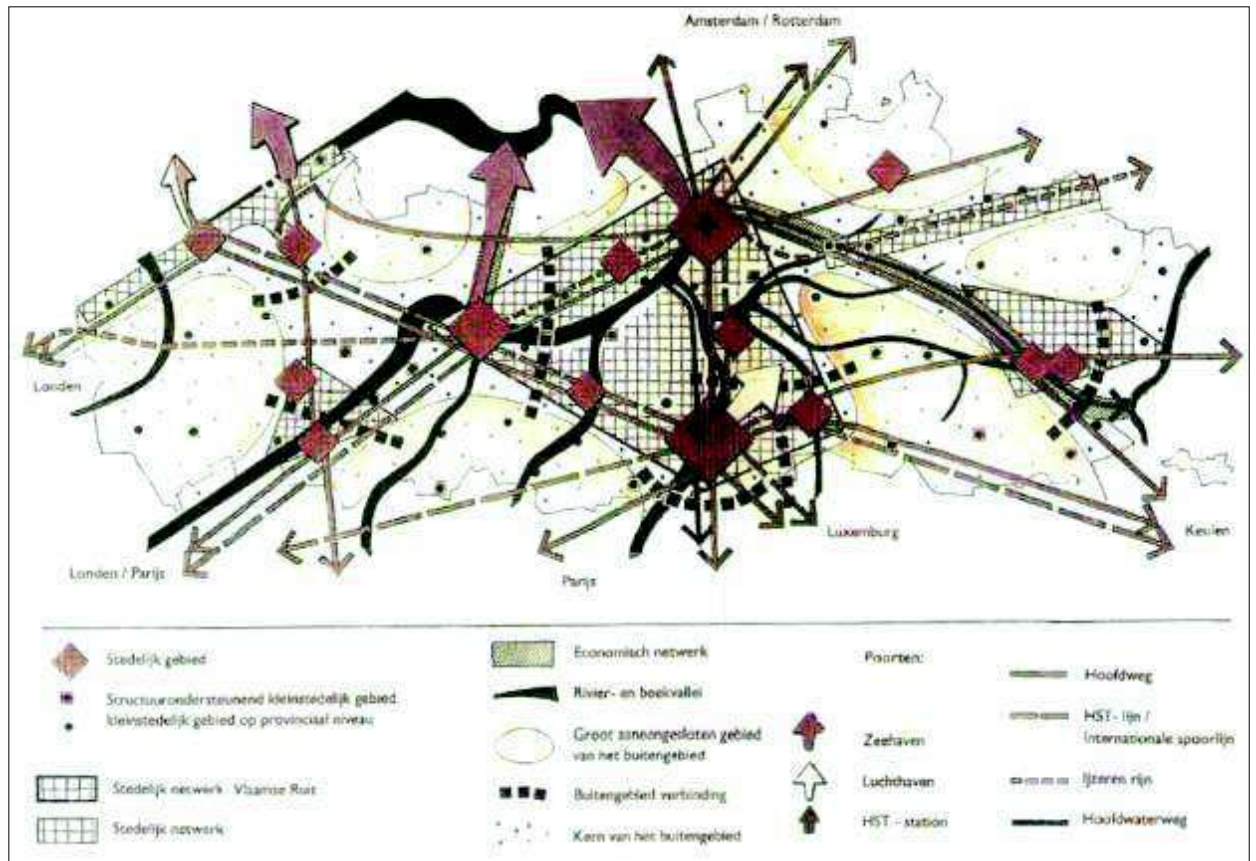 Amsterdam / Rotterdam
Londen
Londen / Parijs
Parijs
Luxemburg
Keulen
Stedelijk gebied
Structuurondersteunend kleinstedelijk gebied
kleinstedelijk gebied op provinciaal niveau
Stedelijk netwerk Vlaamse Ruit
Stedelijk netwerk
Economisch netwerk
Rivier- en beekvallei
Groot aaneengesloten gebied
van het buitengebied
Buitengebied verbinding
Kern van het buitengebied
Poorten:
Zeehaven
Luchthaven
HST - station
Hoofdweg
HST- lijn /
Internationale spoorlijn
Ijzeren rijn
Hoofdwaterweg